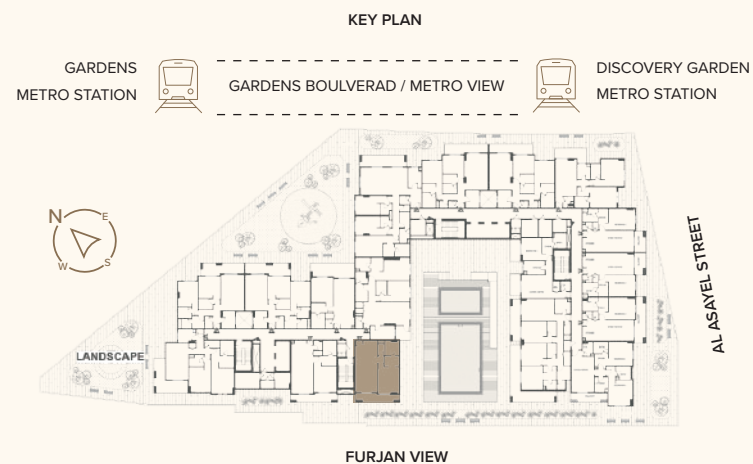 KEY PLAN
GARDENS
METRO STATION
GARDENS BOULVERAD / METRO VIEW
DISCOVERY GARDEN
METRO STATION
N
E
W
S
AL ASAYEL STREET
LANDSCAPE
FURJAN VIEW